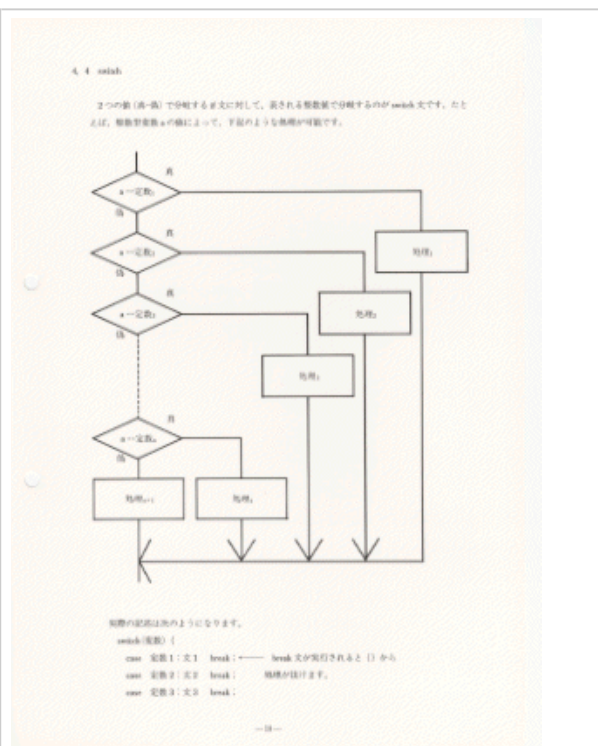 4. 4 switch
2つの値(真・偽)で分岐するif文に対して、表される整数値で分岐するのがswitch文です。たと
えば、整数型変数aの値によって、下記のような処理が可能です。
真
a=定数₁
偽
処理₁
真
a=定数₂
偽
処理₂
真
a=定数₃
偽
処理₃
真
a=定数ₙ
偽
処理ₙ₊₁
処理ₙ
実際の記述は次のようになります。
switch(変数) {
case 定数1:文1 break;← break文が実行されると{}から
case 定数2:文2 break; 処理が抜けます。
case 定数3:文3 break;